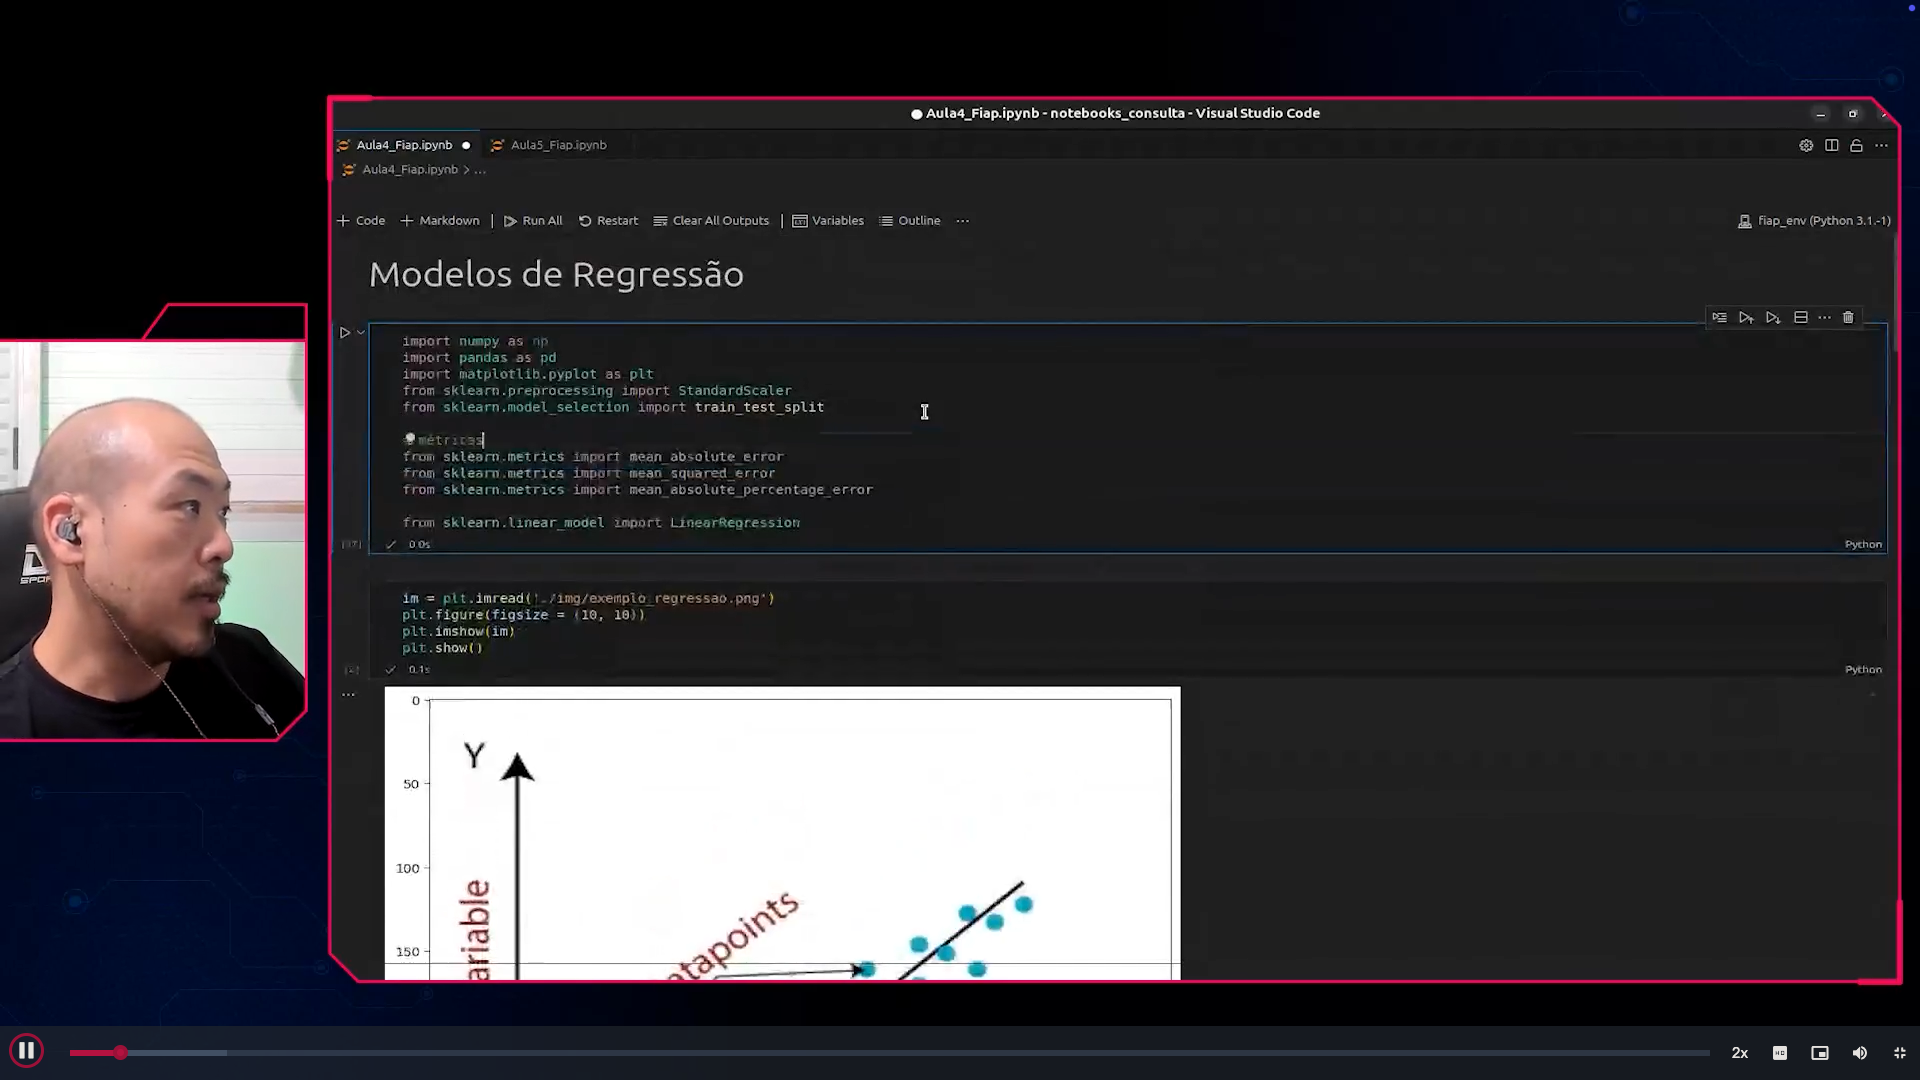 Aula4_Fiap.ipynb - notebooks_consulta - Visual Studio Code
Aula4_Fiap.ipynb
Aula5_Fiap.ipynb
Aula4_Fiap.ipynb > ...
+ Code + Markdown | Run All Restart Clear All Outputs | Variables Outline ...
fiap_env (Python 3.1.-1)
Modelos de Regressão
import numpy as np
import pandas as pd
import matplotlib.pyplot as plt
from sklearn.preprocessing import StandardScaler
from sklearn.model_selection import train_test_split
métricas
from sklearn.metrics import mean_absolute_error
from sklearn.metrics import mean_squared_error
from sklearn.metrics import mean_absolute_percentage_error
from sklearn.linear_model import LinearRegression
0.0s
Python
im = plt.imread('./img/exemplo_regressao.png')
plt.figure(figsize = (10, 10))
plt.imshow(im)
plt.show()
0.1s
Python
0
Y
50
100
150
ariable
atapoints
2x